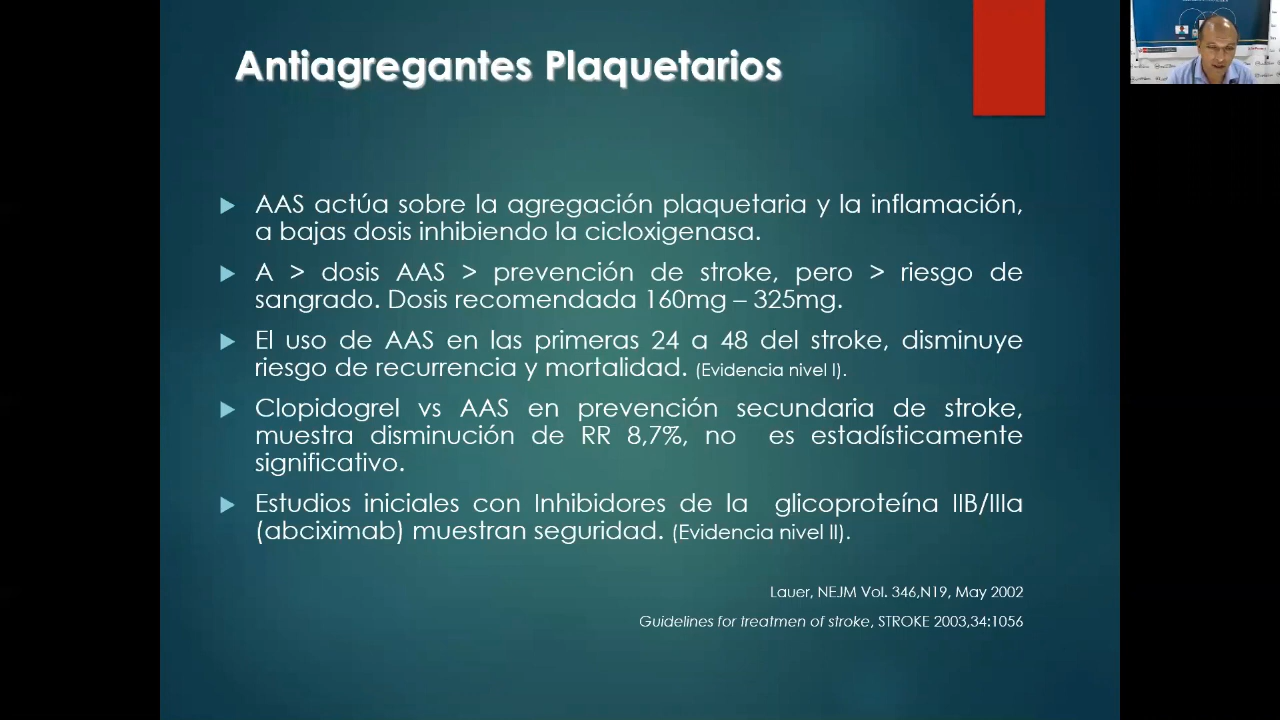 Antiagregantes Plaquetarios
AAS actúa sobre la agregación plaquetaria y la inflamación,
a bajas dosis inhibiendo la cicloxigenasa.
A > dosis AAS > prevención de stroke, pero > riesgo de
sangrado. Dosis recomendada 160mg – 325mg.
El uso de AAS en las primeras 24 a 48 del stroke, disminuye
riesgo de recurrencia y mortalidad. (Evidencia nivel I).
Clopidogrel vs AAS en prevención secundaria de stroke,
muestra disminución de RR 8,7%, no es estadísticamente
significativo.
Estudios iniciales con Inhibidores de la glicoproteína IIB/IIIa
(abciximab) muestran seguridad. (Evidencia nivel II).
Lauer, NEJM Vol. 346,N19, May 2002
Guidelines for treatmen of stroke, STROKE 2003,34:1056